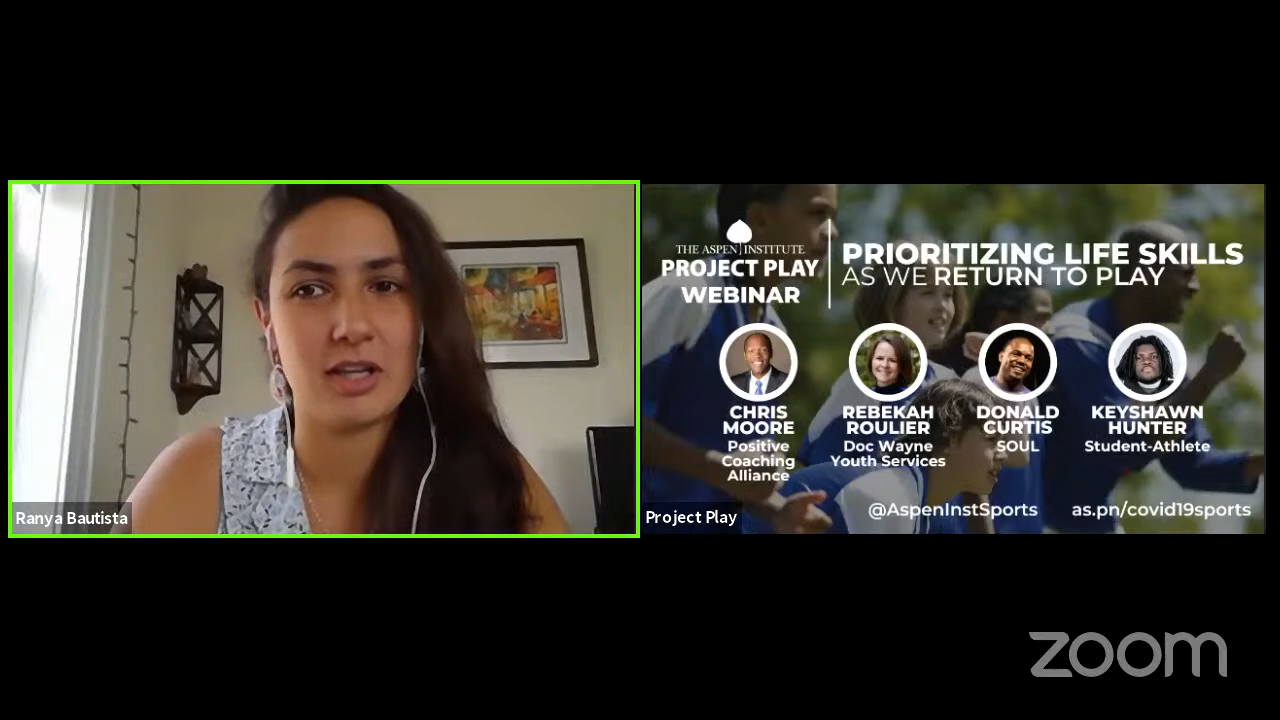 THE ASPEN INSTITUTE
PROJECT PLAY
WEBINAR
PRIORITIZING LIFE SKILLS
AS WE RETURN TO PLAY
CHRIS
MOORE
Positive
Coaching
Alliance
REBEKAH
ROULIER
Doc Wayne
Youth Services
DONALD
CURTIS
SOUL
KEYSHAWN
HUNTER
Student-Athlete
@AspenInstSports
as.pn/covid19sports
Ranya Bautista
Project Play
zoom